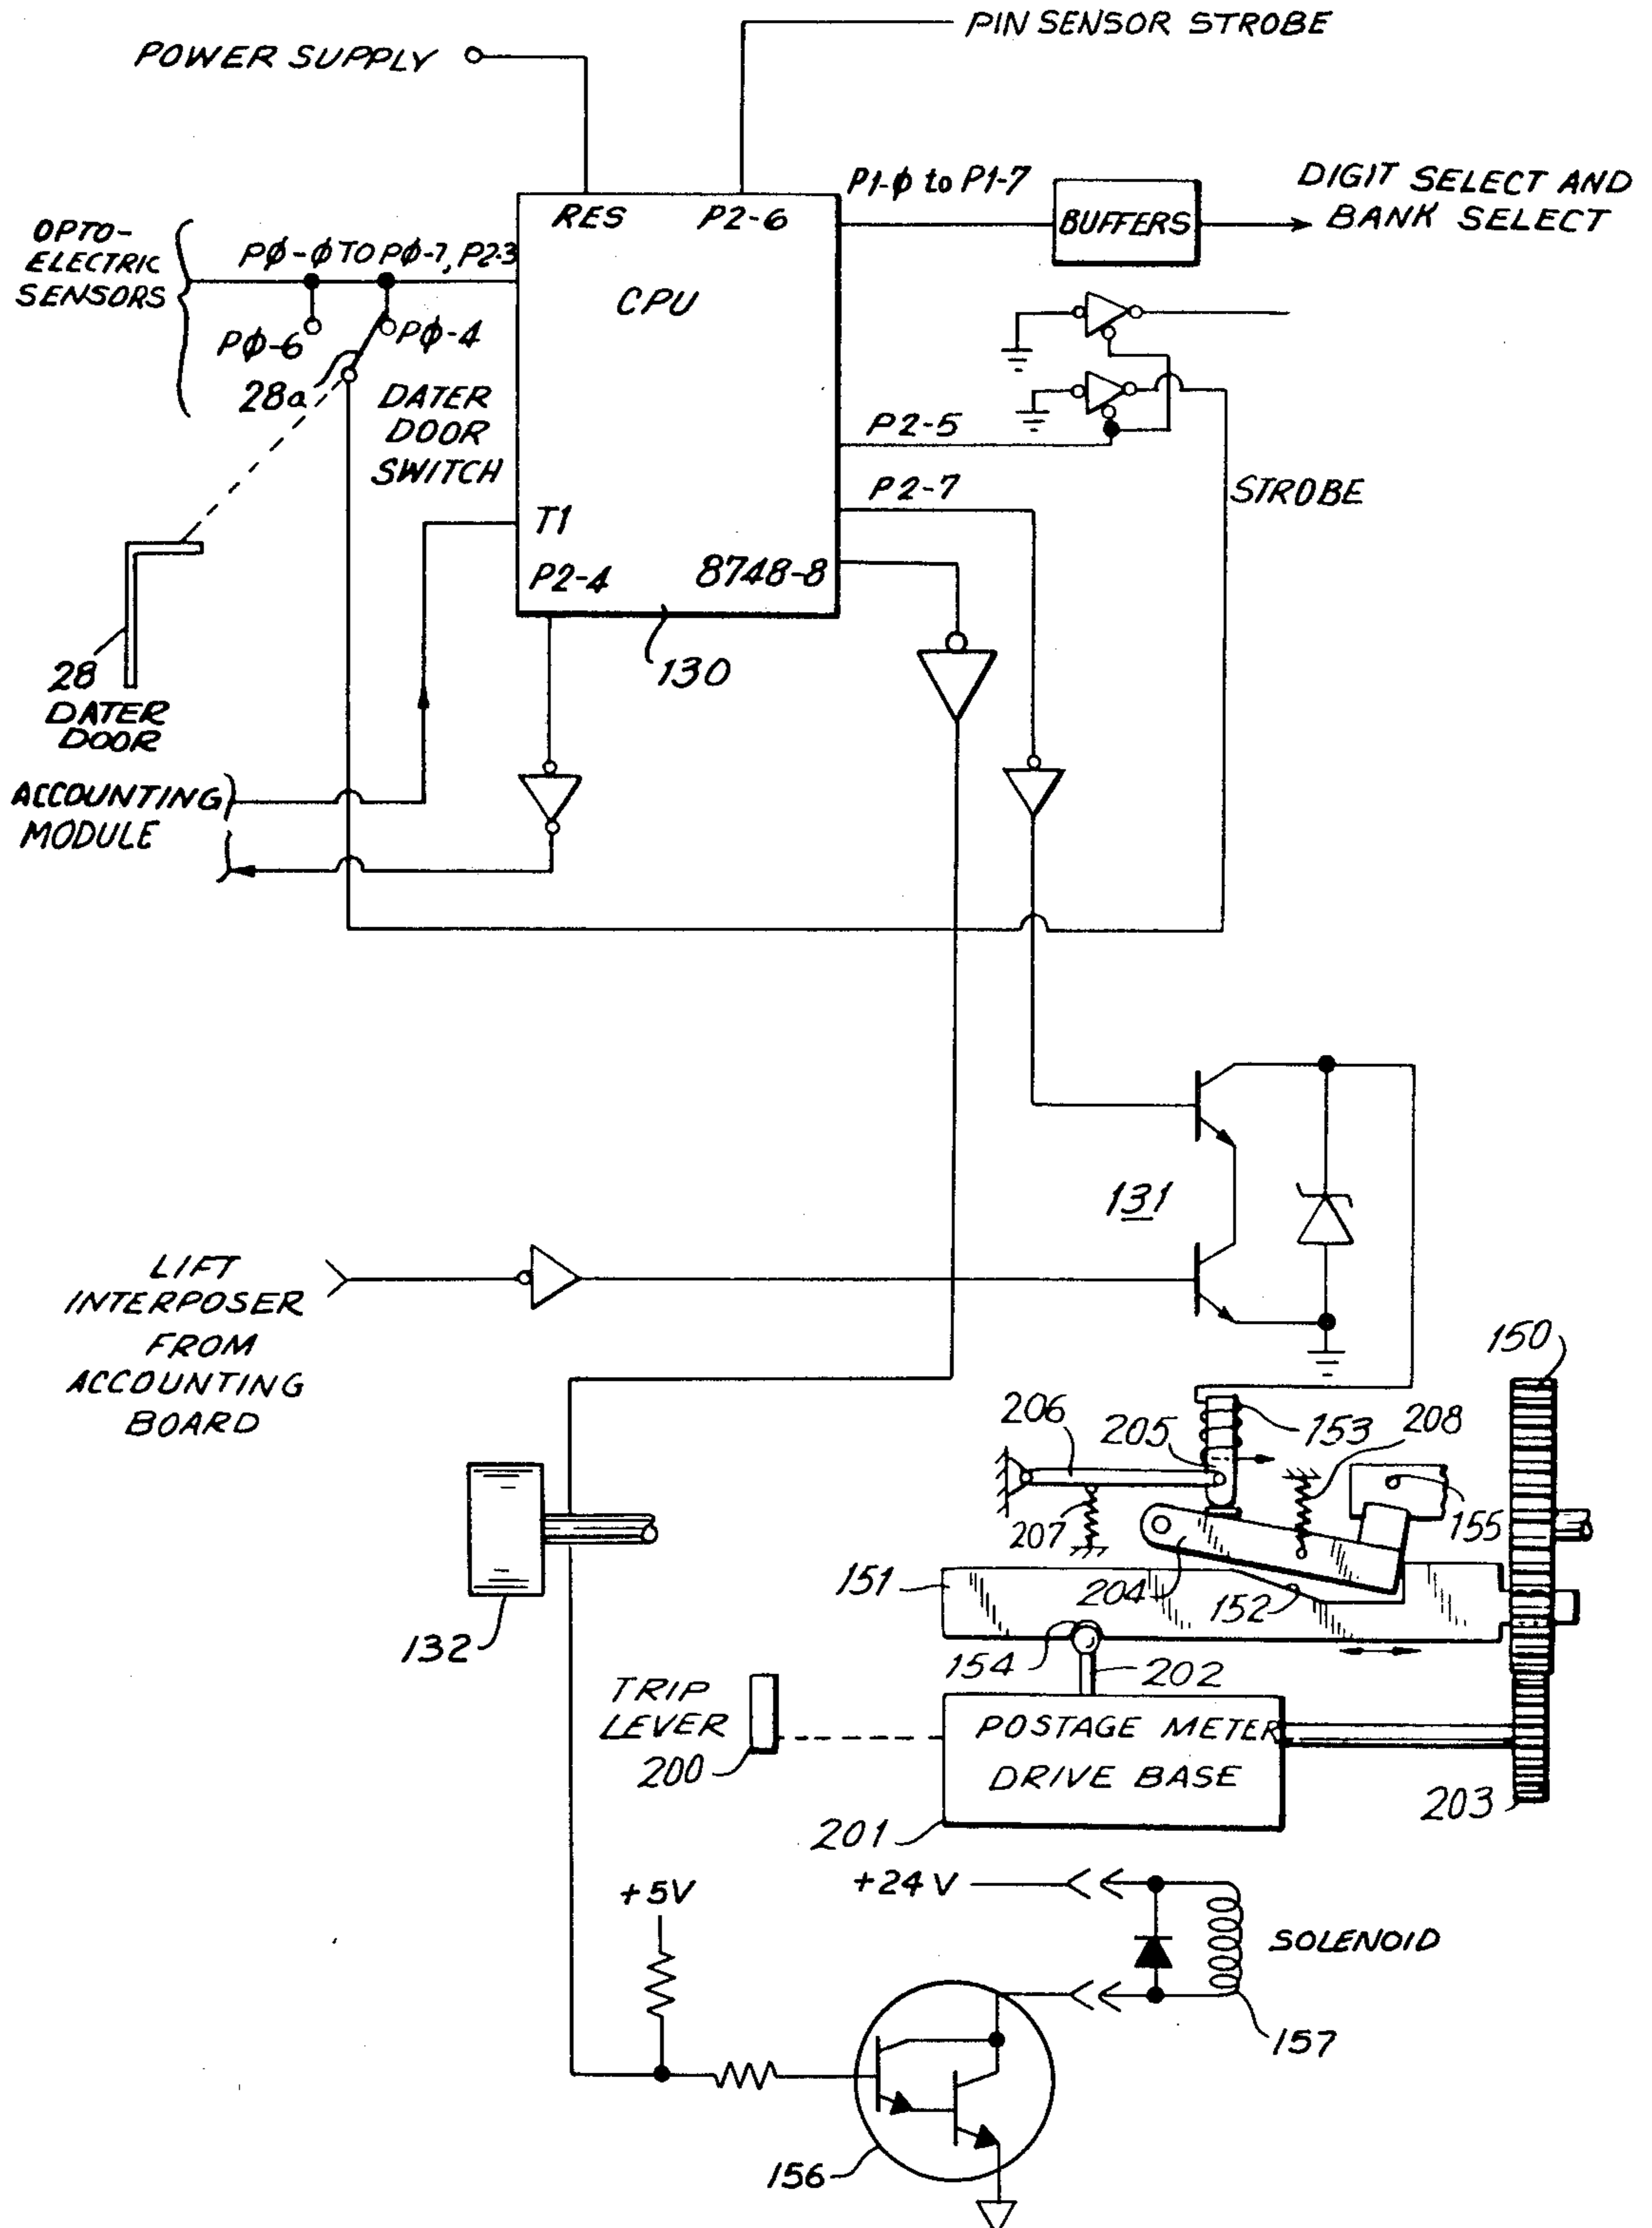 PIN SENSOR STROBE
POWER SUPPLY
P1-φ to P1-7
DIGIT SELECT AND
BANK SELECT
BUFFERS
RES
P2-6
OPTO-
ELECTRIC
SENSORS
Pφ-φ TO Pφ-7, P2-3
CPU
Pφ-6
Pφ-4
28a
DATER
DOOR
SWITCH
P2-5
P2-7
STROBE
T1
P2-4
8748-8
130
28
DATER
DOOR
ACCOUNTING
MODULE
131
LIFT
INTERPOSER
FROM
ACCOUNTING
BOARD
150
206
205
153
208
207
155
151
204
152
132
154
202
TRIP
LEVER
200
POSTAGE METER
DRIVE BASE
203
201
+24V
+5V
SOLENOID
157
156